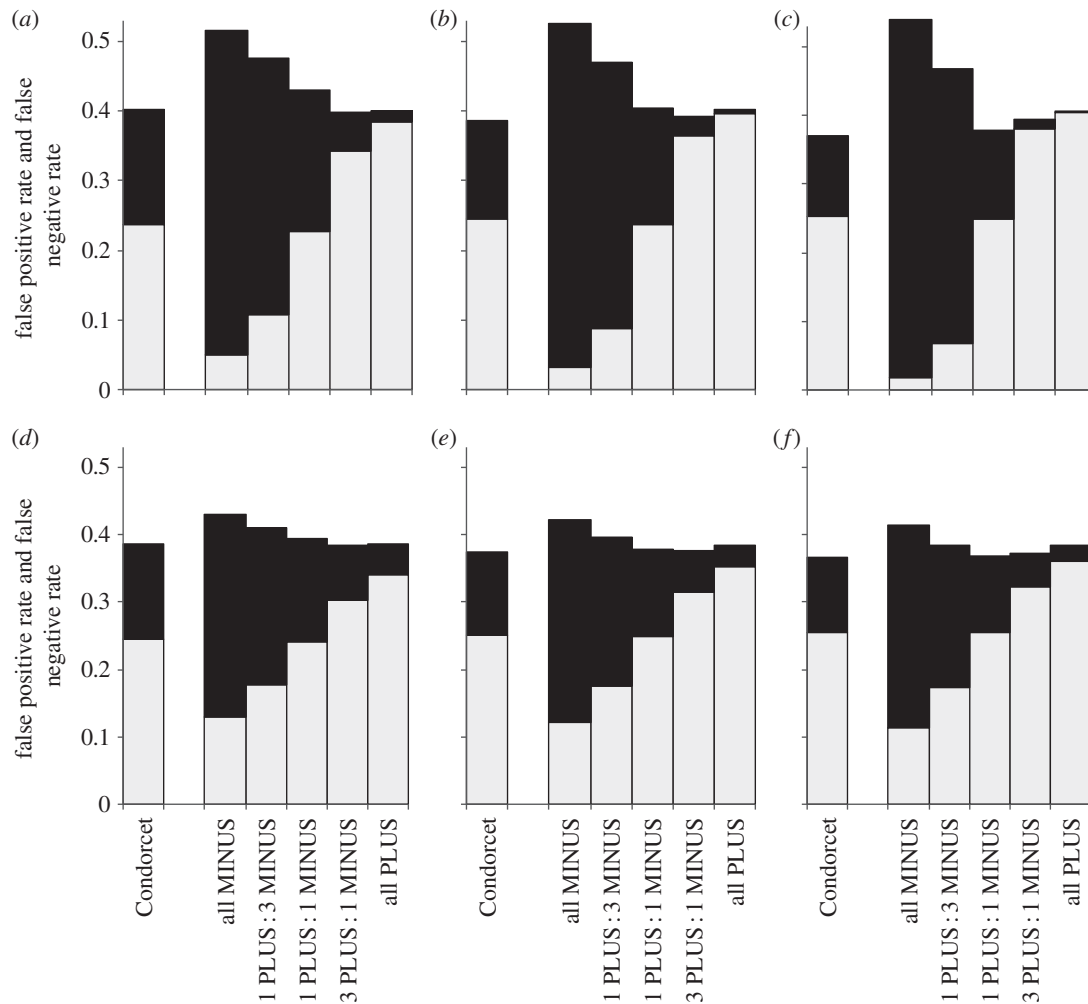 (a)
(b)
(c)
0.5
0.4
0.3
0.2
0.1
0
false positive rate and false
negative rate
(d)
(e)
(f)
0.5
0.4
0.3
0.2
0.1
0
false positive rate and false
negative rate
Condorcet
all MINUS
1 PLUS : 3 MINUS
1 PLUS : 1 MINUS
3 PLUS : 1 MINUS
all PLUS
Condorcet
all MINUS
1 PLUS : 3 MINUS
1 PLUS : 1 MINUS
3 PLUS : 1 MINUS
all PLUS
Condorcet
all MINUS
1 PLUS : 3 MINUS
1 PLUS : 1 MINUS
3 PLUS : 1 MINUS
all PLUS